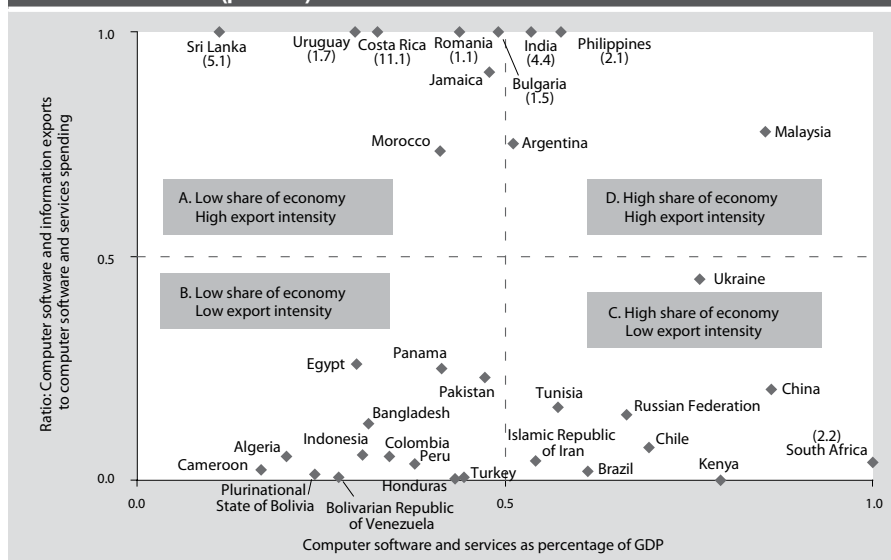 1.0
Sri Lanka
(5.1)
Uruguay
(1.7)
Costa Rica
(11.1)
Romania
(1.1)
India
(4.4)
Philippines
(2.1)
Jamaica
Bulgaria
(1.5)
Morocco
Argentina
Malaysia
A. Low share of economy
High export intensity
D. High share of economy
High export intensity
Ratio: Computer software and information exports
to computer software and services spending
0.5
B. Low share of economy
Low export intensity
Ukraine
C. High share of economy
Low export intensity
Egypt
Panama
Pakistan
Tunisia
China
Russian Federation
Bangladesh
Algeria
Indonesia
Colombia
Peru
Islamic Republic
of Iran
Chile
(2.2)
South Africa
Cameroon
Honduras
Turkey
Brazil
Kenya
0.0
Plurinational
State of Bolivia
Bolivarian Republic
of Venezuela
0.0
0.5
1.0
Computer software and services as percentage of GDP